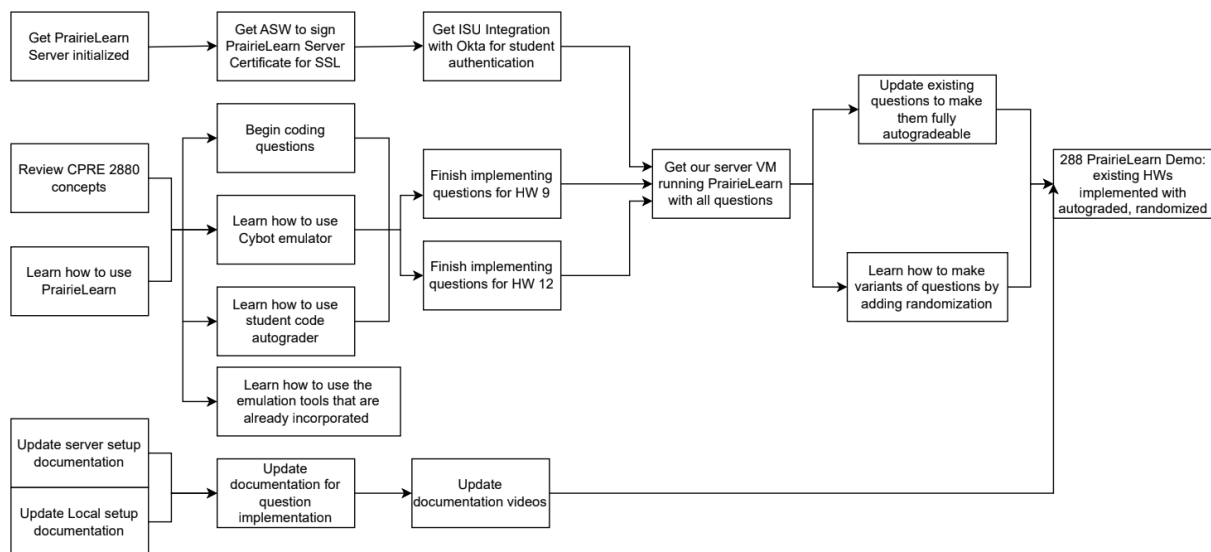 Get PrairieLearn
Server initialized
Get ASW to sign
PrairieLearn Server
Certificate for SSL
Get ISU Integration
with Okta for student
authentication
Review CPRE 2880
concepts
Learn how to use
PrairieLearn
Begin coding
questions
Learn how to use
Cybot emulator
Learn how to use
student code
autograder
Learn how to use the
emulation tools that are
already incorporated
Finish implementing
questions for HW 9
Finish implementing
questions for HW 12
Get our server VM
running PrairieLearn
with all questions
Update existing
questions to make
them fully
autogradeable
Learn how to make
variants of questions by
adding randomization
288 PrairieLearn Demo:
existing HWs
implemented with
autograded, randomized
Update server setup
documentation
Update Local setup
documentation
Update
documentation for
question
implementation
Update
documentation videos